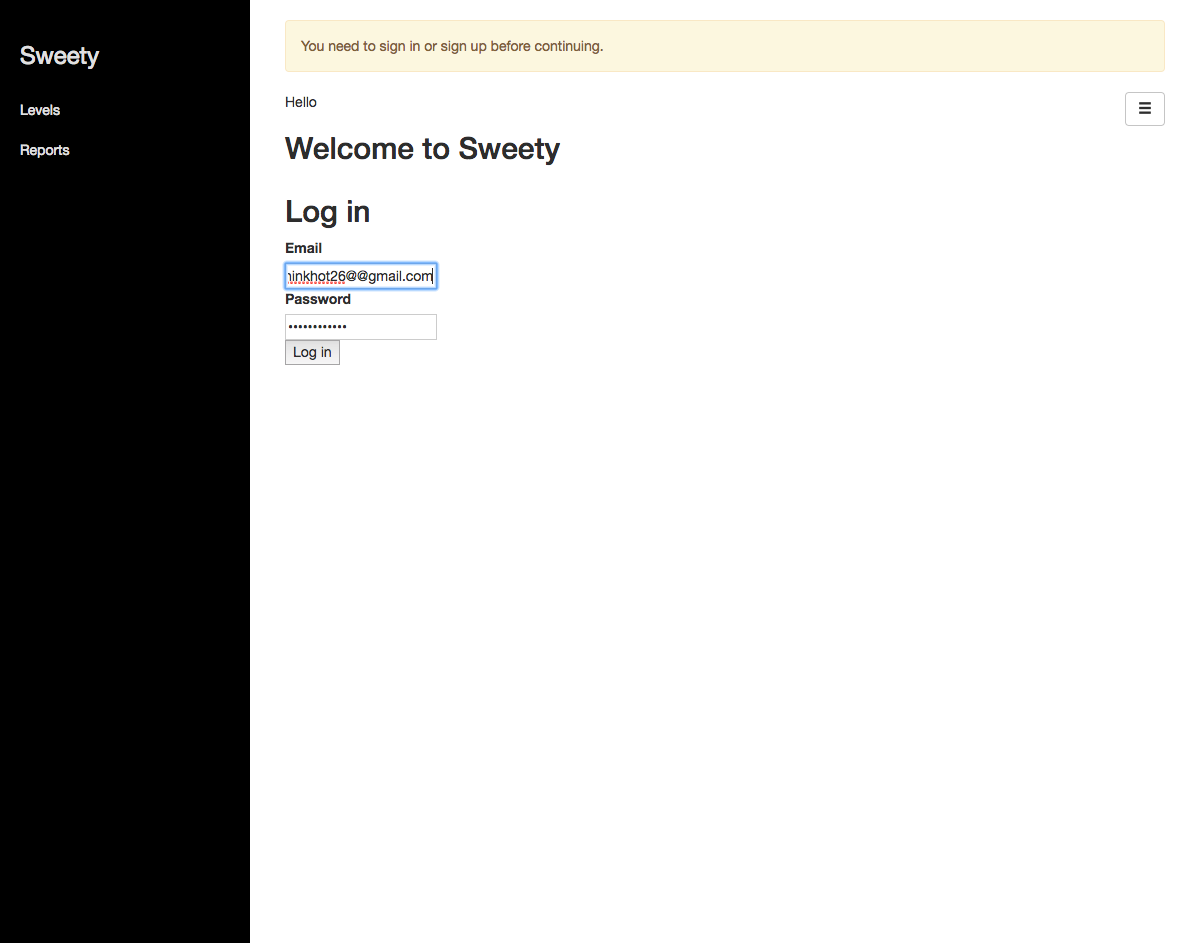 Sweety
Levels
Reports
You need to sign in or sign up before continuing.
Hello
Welcome to Sweety
Log in
Email
inkhot26@@gmail.com
Password
••••••••••••
Log in